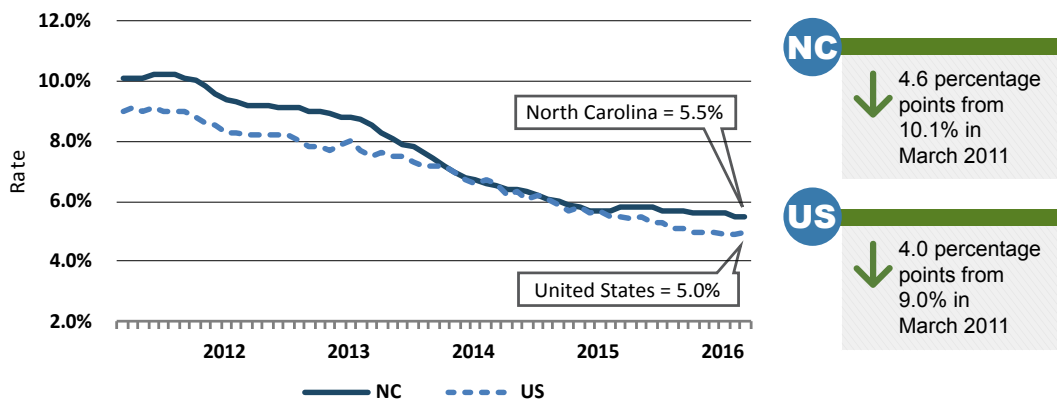 12.0%
10.0%
8.0%
6.0%
4.0%
2.0%
Rate
North Carolina = 5.5%
United States = 5.0%
2012 2013 2014 2015 2016
NC US
NC
4.6 percentage
points from
10.1% in
March 2011
US
4.0 percentage
points from
9.0% in
March 2011